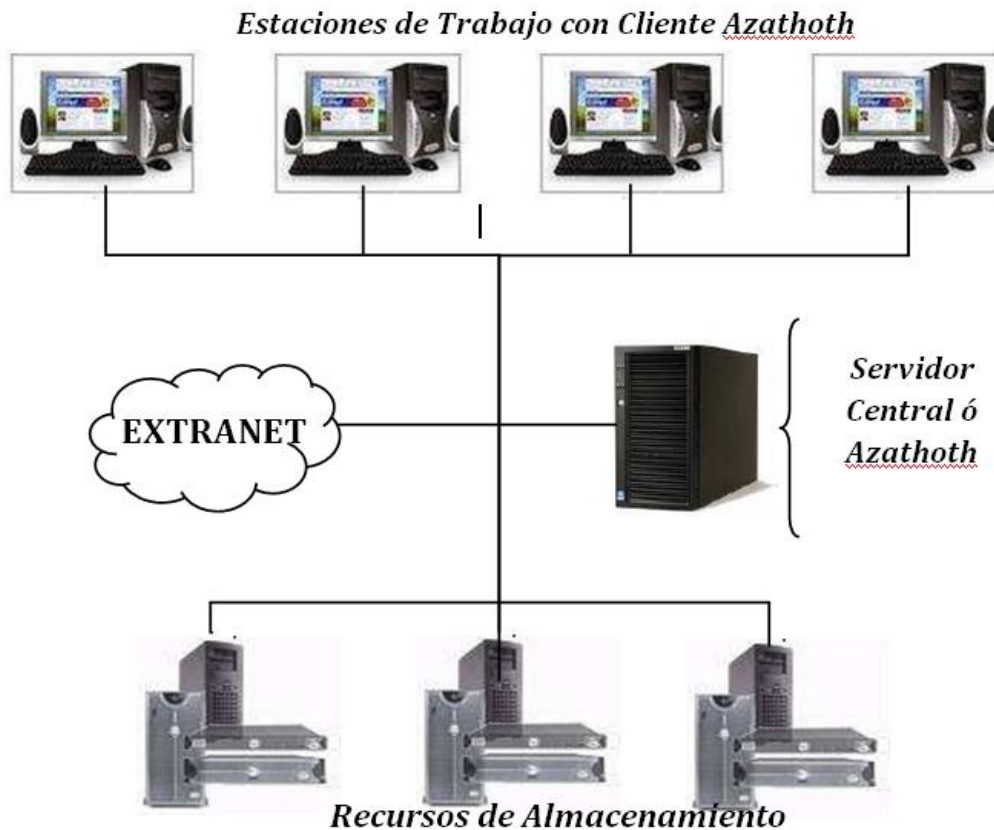 Estaciones de Trabajo con Cliente Azathoth
EXTRANET
Servidor
Central ó
Azathoth
Recursos de Almacenamiento